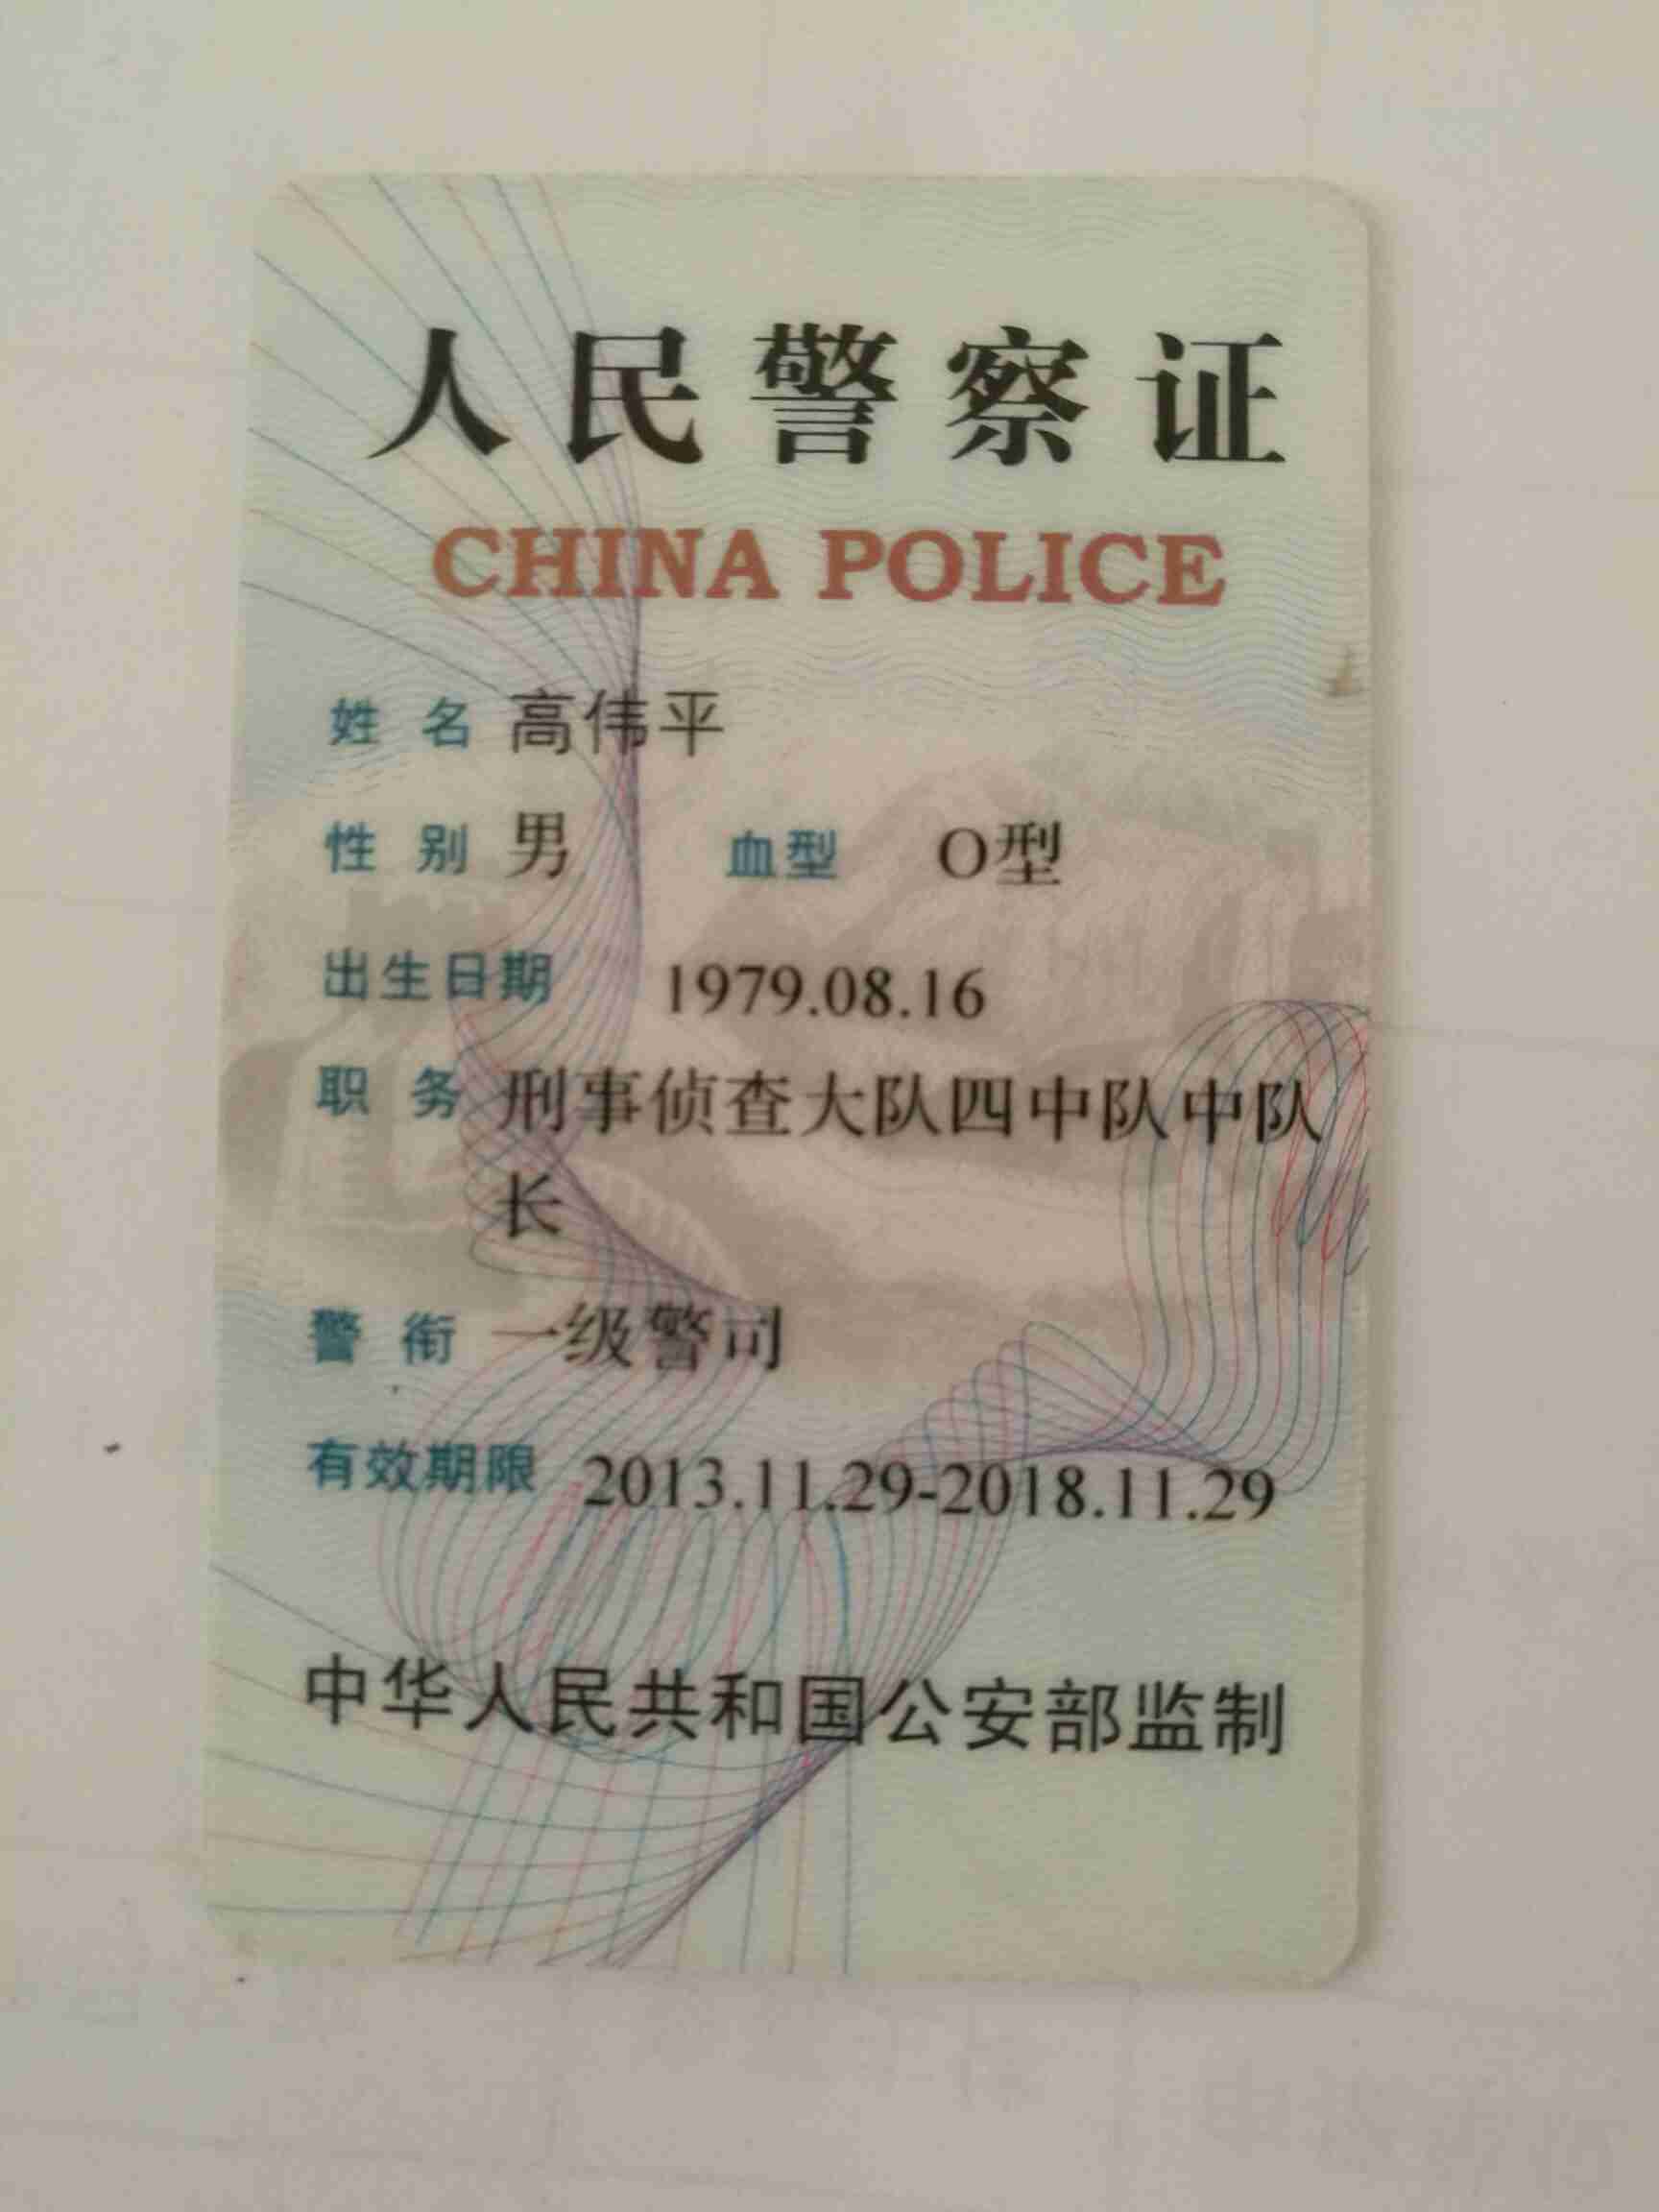 人民警察证
CHINA POLICE
姓 名 高伟平
性 别 男 血型 O型
出生日期 1979.08.16
职 务 刑事侦查大队四中队中队
长
警 衔 一级警司
有效期限 2013.11.29-2018.11.29
中华人民共和国公安部监制